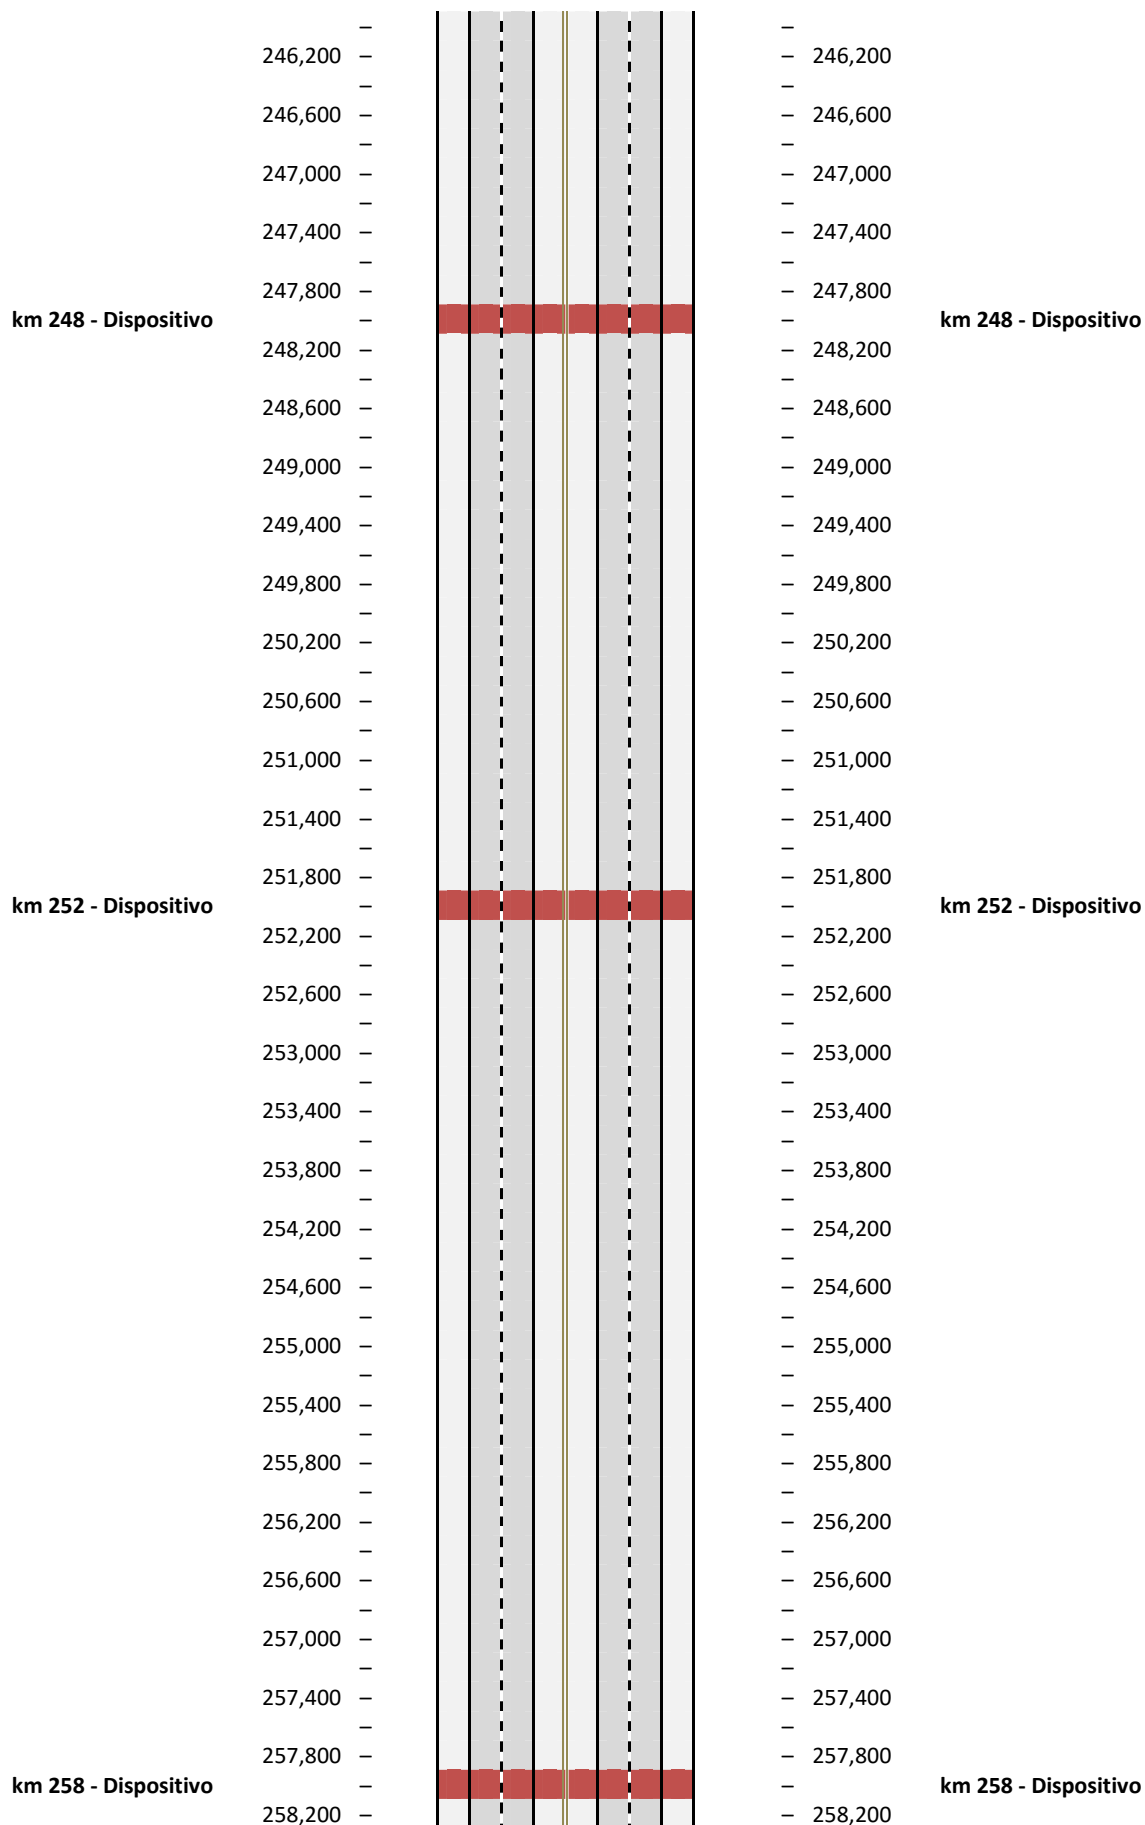 246,200 – – 246,200
246,600 – – 246,600
247,000 – – 247,000
247,400 – – 247,400
247,800 – – 247,800
km 248 - Dispositivo – – km 248 - Dispositivo
248,200 – – 248,200
248,600 – – 248,600
249,000 – – 249,000
249,400 – – 249,400
249,800 – – 249,800
250,200 – – 250,200
250,600 – – 250,600
251,000 – – 251,000
251,400 – – 251,400
251,800 – – 251,800
km 252 - Dispositivo – – km 252 - Dispositivo
252,200 – – 252,200
252,600 – – 252,600
253,000 – – 253,000
253,400 – – 253,400
253,800 – – 253,800
254,200 – – 254,200
254,600 – – 254,600
255,000 – – 255,000
255,400 – – 255,400
255,800 – – 255,800
256,200 – – 256,200
256,600 – – 256,600
257,000 – – 257,000
257,400 – – 257,400
257,800 – – 257,800
km 258 - Dispositivo – – km 258 - Dispositivo
258,200 – – 258,200